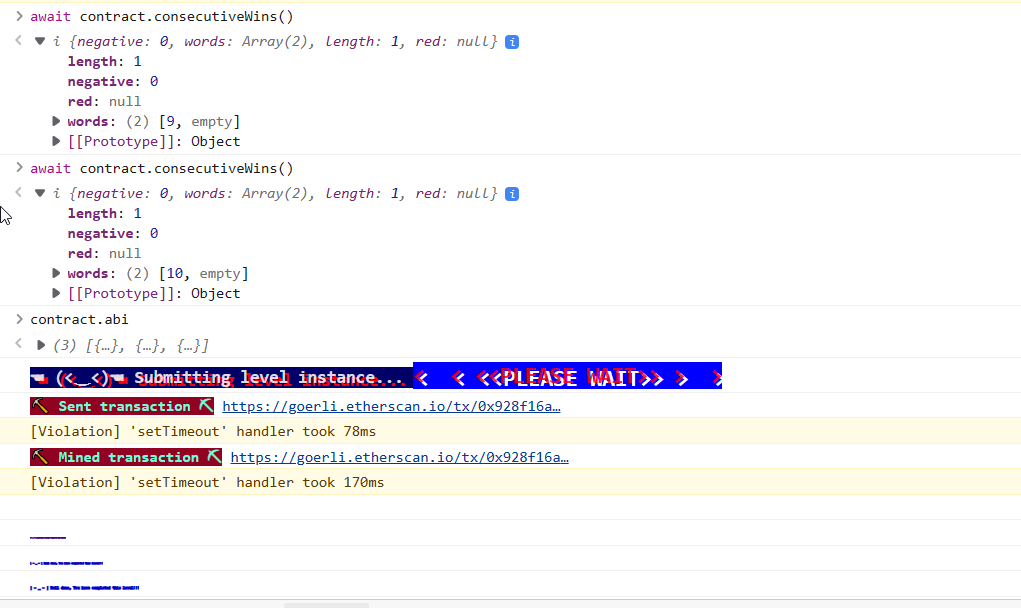 > await contract.consecutiveWins()
< ▼ i {negative: 0, words: Array(2), length: 1, red: null} i
length: 1
negative: 0
red: null
▶ words: (2) [9, empty]
▶ [[Prototype]]: Object
> await contract.consecutiveWins()
< ▼ i {negative: 0, words: Array(2), length: 1, red: null} i
length: 1
negative: 0
red: null
▶ words: (2) [10, empty]
▶ [[Prototype]]: Object
> contract.abi
< ▶ (3) [{…}, {…}, {…}]
☚ (<‿<)☚ Submitting level instance... < < <<PLEASE WAIT>> > >
⛏ Sent transaction ⛏ https://goerli.etherscan.io/tx/0x928f16a…
[Violation] 'setTimeout' handler took 78ms
⛏ Mined transaction ⛏ https://goerli.etherscan.io/tx/0x928f16a…
[Violation] 'setTimeout' handler took 170ms